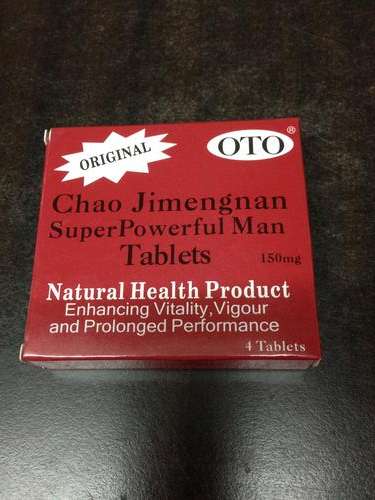 ORIGINAL
OTO®
Chao Jimengnan
SuperPowerful Man
Tablets 150mg
Natural Health Product
Enhancing Vitality,Vigour
and Prolonged Performance
4 Tablets